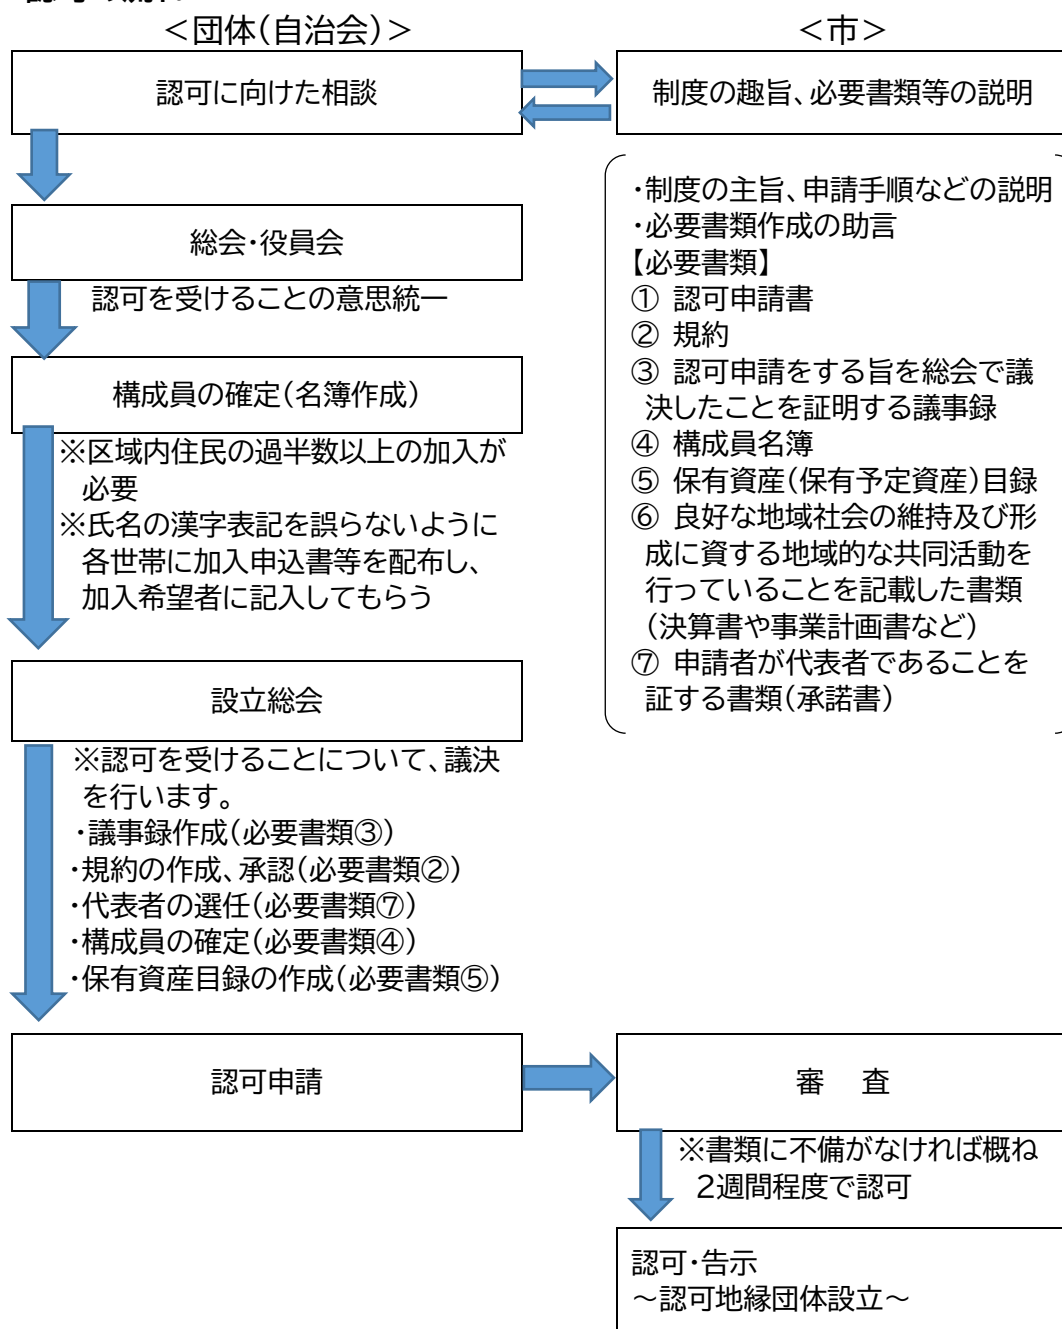 ＜団体（自治会）＞
＜市＞
認可に向けた相談
制度の趣旨、必要書類等の説明
・制度の主旨、申請手順などの説明
・必要書類作成の助言
【必要書類】
① 認可申請書
② 規約
③ 認可申請をする旨を総会で議
決したことを証明する議事録
④ 構成員名簿
⑤ 保有資産（保有予定資産）目録
⑥ 良好な地域社会の維持及び形
成に資する地域的な共同活動を
行っていることを記載した書類
（決算書や事業計画書など）
⑦ 申請者が代表者であることを
証する書類（承諾書）
総会・役員会
認可を受けることの意思統一
構成員の確定（名簿作成）
※区域内住民の過半数以上の加入が
必要
※氏名の漢字表記を誤らないように
各世帯に加入申込書等を配布し、
加入希望者に記入してもらう
設立総会
※認可を受けることについて、議決
を行います。
・議事録作成（必要書類③）
・規約の作成、承認（必要書類②）
・代表者の選任（必要書類⑦）
・構成員の確定（必要書類④）
・保有資産目録の作成（必要書類⑤）
認可申請
審　査
※書類に不備がなければ概ね
２週間程度で認可
認可・告示
～認可地縁団体設立～